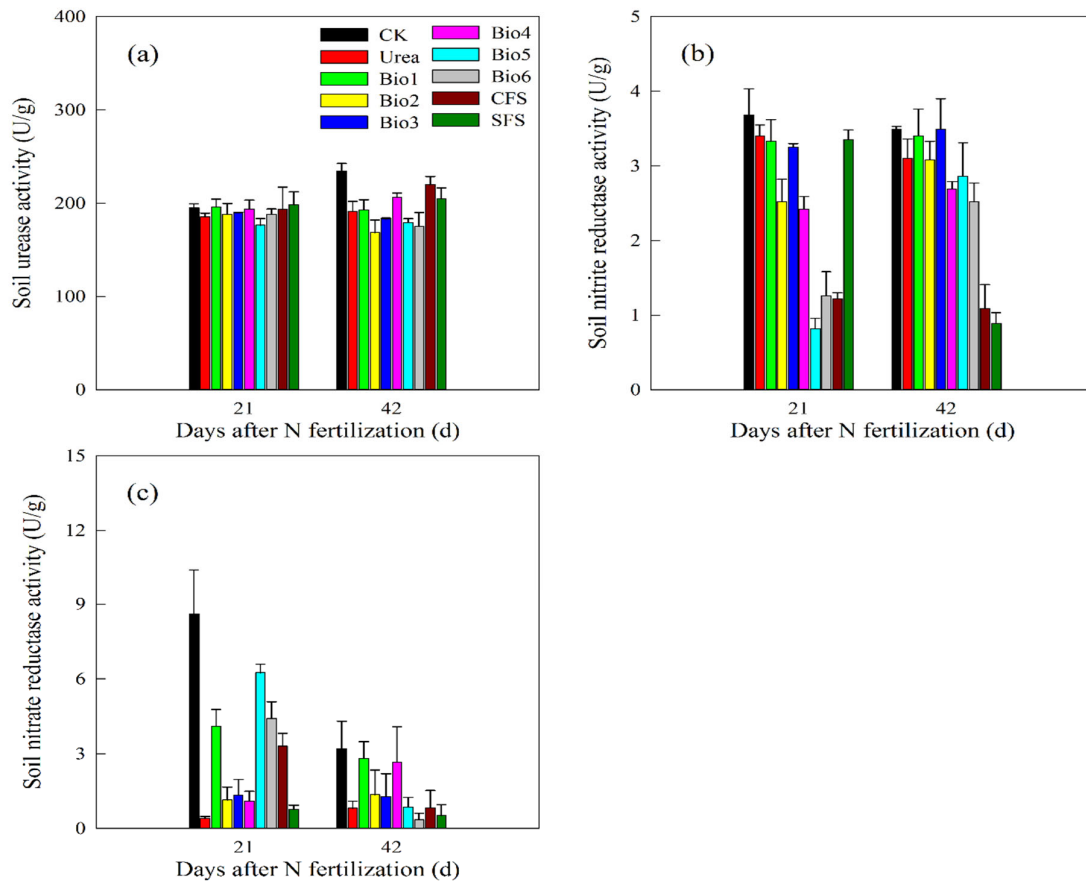 400
300
200
100
0
Soil urease activity (U/g)
(a)
CK
Urea
Bio1
Bio2
Bio3
Bio4
Bio5
Bio6
CFS
SFS
21
42
Days after N fertilization (d)
5
4
3
2
1
0
Soil nitrite reductase activity (U/g)
(b)
21
42
Days after N fertilization (d)
15
12
9
6
3
0
Soil nitrate reductase activity (U/g)
(c)
21
42
Days after N fertilization (d)